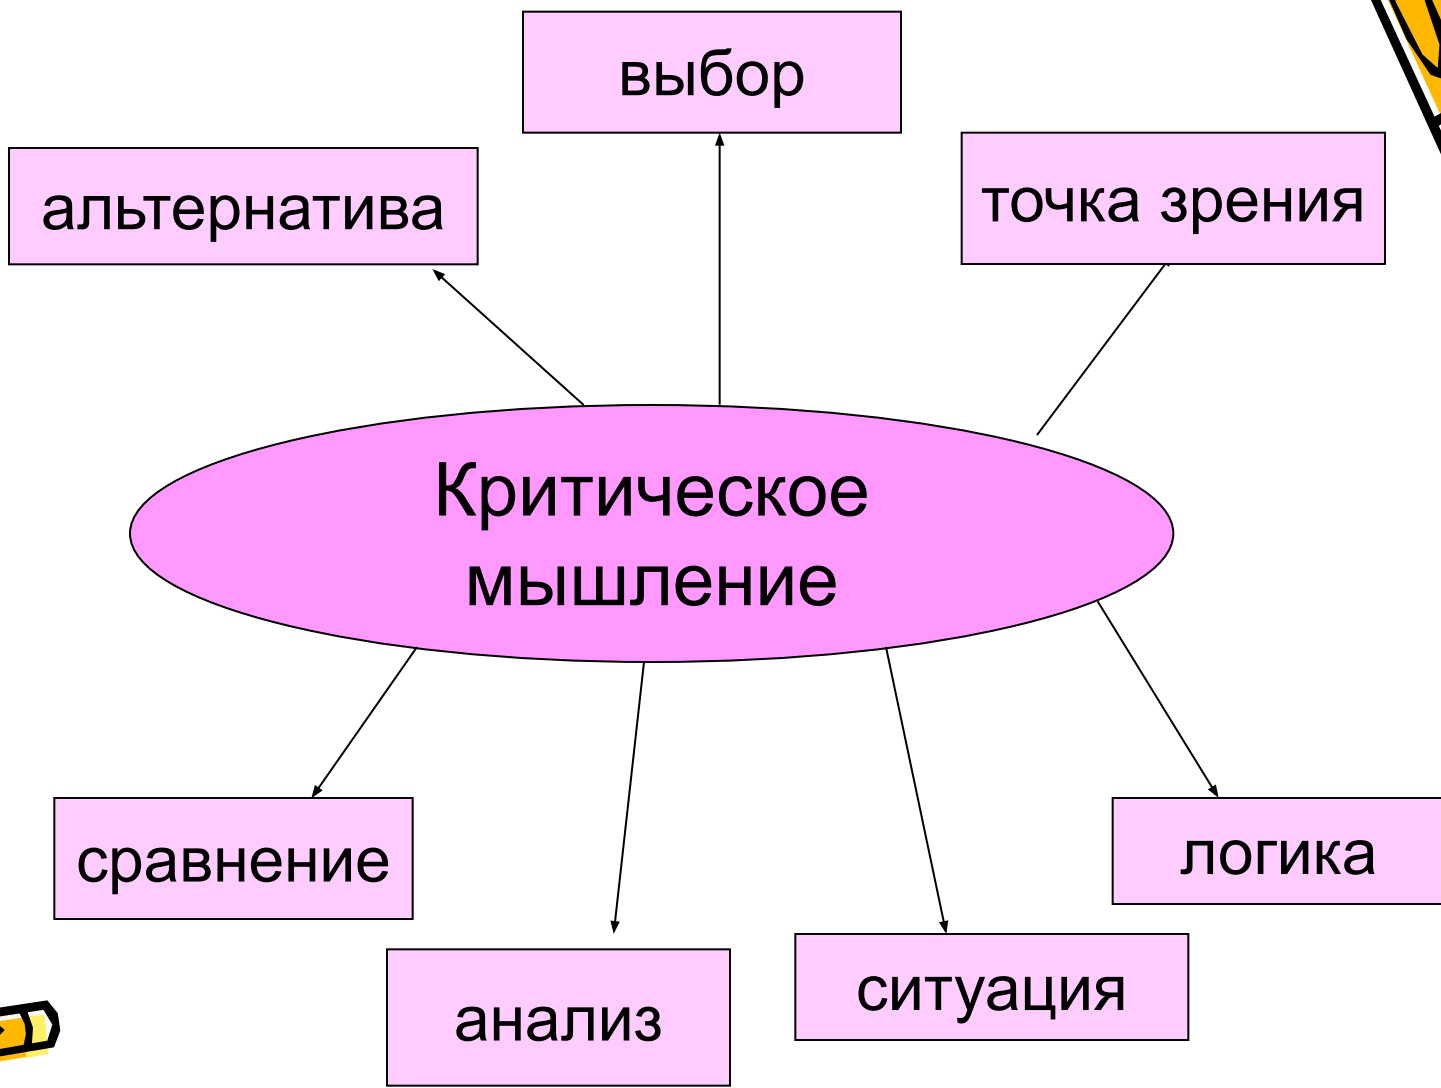 выбор
альтернатива
точка зрения
Критическое
мышление
сравнение
логика
анализ
ситуация